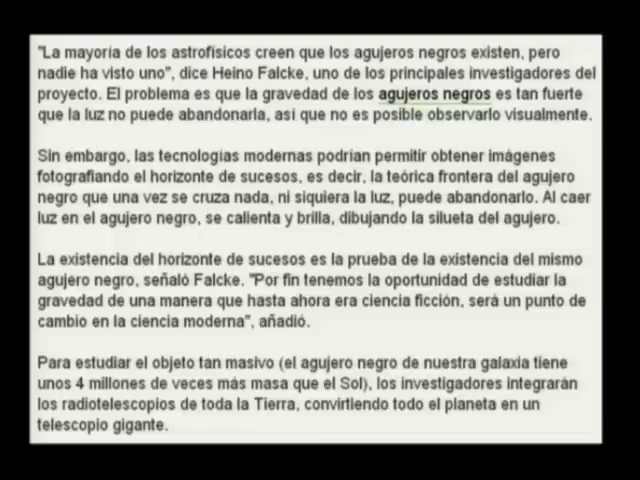 "La mayoría de los astrofísicos creen que los agujeros negros existen, pero
nadie ha visto uno", dice Heino Falcke, uno de los principales investigadores del
proyecto. El problema es que la gravedad de los agujeros negros es tan fuerte
que la luz no puede abandonarla, así que no es posible observarlo visualmente.
Sin embargo, las tecnologías modernas podrían permitir obtener imágenes
fotografiando el horizonte de sucesos, es decir, la teórica frontera del agujero
negro que una vez se cruza nada, ni siquiera la luz, puede abandonarlo. Al caer
luz en el agujero negro, se calienta y brilla, dibujando la silueta del agujero.
La existencia del horizonte de sucesos es la prueba de la existencia del mismo
agujero negro, señaló Falcke. "Por fin tenemos la oportunidad de estudiar la
gravedad de una manera que hasta ahora era ciencia ficción, será un punto de
cambio en la ciencia moderna", añadió.
Para estudiar el objeto tan masivo (el agujero negro de nuestra galaxia tiene
unos 4 millones de veces más masa que el Sol), los investigadores integrarán
los radiotelescopios de toda la Tierra, convirtiendo todo el planeta en un
telescopio gigante.